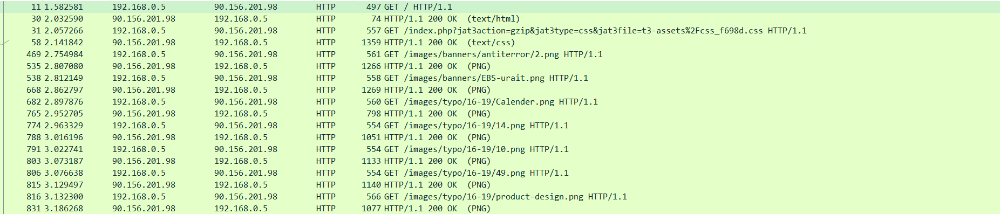 11 1.582581 192.168.0.5 90.156.201.98 HTTP 497 GET / HTTP/1.1
30 2.032590 90.156.201.98 192.168.0.5 HTTP 74 HTTP/1.1 200 OK (text/html)
31 2.057266 192.168.0.5 90.156.201.98 HTTP 557 GET /index.php?jat3action=gzip&jat3type=css&jat3file=t3-assets%2Fcss_f698d.css HTTP/1.1
58 2.141842 90.156.201.98 192.168.0.5 HTTP 1359 HTTP/1.1 200 OK (text/css)
469 2.754984 192.168.0.5 90.156.201.98 HTTP 561 GET /images/banners/antiterror/2.png HTTP/1.1
535 2.807080 90.156.201.98 192.168.0.5 HTTP 1266 HTTP/1.1 200 OK (PNG)
538 2.812149 192.168.0.5 90.156.201.98 HTTP 558 GET /images/banners/EBS-urait.png HTTP/1.1
668 2.862797 90.156.201.98 192.168.0.5 HTTP 1269 HTTP/1.1 200 OK (PNG)
682 2.897876 192.168.0.5 90.156.201.98 HTTP 560 GET /images/typo/16-19/Calender.png HTTP/1.1
765 2.952705 90.156.201.98 192.168.0.5 HTTP 798 HTTP/1.1 200 OK (PNG)
774 2.963329 192.168.0.5 90.156.201.98 HTTP 554 GET /images/typo/16-19/14.png HTTP/1.1
788 3.016196 90.156.201.98 192.168.0.5 HTTP 1051 HTTP/1.1 200 OK (PNG)
791 3.022741 192.168.0.5 90.156.201.98 HTTP 554 GET /images/typo/16-19/10.png HTTP/1.1
803 3.073187 90.156.201.98 192.168.0.5 HTTP 1133 HTTP/1.1 200 OK (PNG)
806 3.076638 192.168.0.5 90.156.201.98 HTTP 554 GET /images/typo/16-19/49.png HTTP/1.1
815 3.129497 90.156.201.98 192.168.0.5 HTTP 1140 HTTP/1.1 200 OK (PNG)
816 3.132300 192.168.0.5 90.156.201.98 HTTP 566 GET /images/typo/16-19/product-design.png HTTP/1.1
831 3.186268 90.156.201.98 192.168.0.5 HTTP 1077 HTTP/1.1 200 OK (PNG)